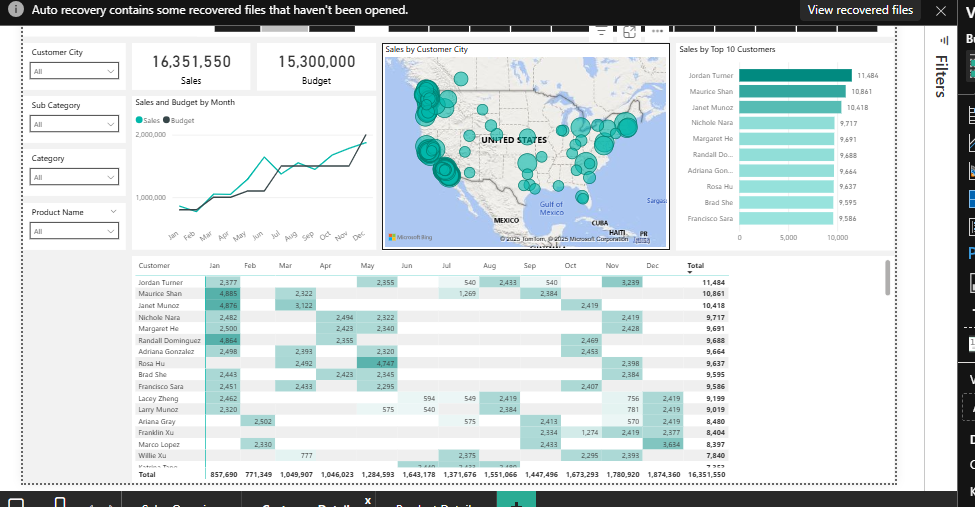 Auto recovery contains some recovered files that haven't been opened.
View recovered files
Customer City
All
Sub Category
All
Category
All
Product Name
All
16,351,550
Sales
15,300,000
Budget
Sales and Budget by Month
Sales Budget
2,000,000
1,000,000
Jan Feb Mar Apr May Jun Jul Aug Sep Oct Nov Dec
Sales by Customer City
UNITED STATES
Gulf of
Mexico
MEXICO
CUBA
HAITI
PR
Microsoft Bing
© 2025 TomTom, © 2025 Microsoft Corporation
Sales by Top 10 Customers
Jordan Turner 11,484
Maurice Shan 10,861
Janet Munoz 10,418
Nichole Nara 9,717
Margaret He 9,691
Randall Do... 9,688
Adriana Gon... 9,664
Rosa Hu 9,637
Brad She 9,595
Francisco Sara 9,586
0 5,000 10,000
Filters
Customer Jan Feb Mar Apr May Jun Jul Aug Sep Oct Nov Dec Total
Jordan Turner 2,377 2,355 540 2,433 540 3,239 11,484
Maurice Shan 4,885 2,322 1,269 2,384 10,861
Janet Munoz 4,876 3,122 2,419 10,418
Nichole Nara 2,482 2,494 2,322 2,419 9,717
Margaret He 2,500 2,423 2,340 2,428 9,691
Randall Dominguez 4,864 2,355 2,469 9,688
Adriana Gonzalez 2,498 2,393 2,320 2,453 9,664
Rosa Hu 2,492 4,747 2,398 9,637
Brad She 2,443 2,423 2,345 2,384 9,595
Francisco Sara 2,451 2,433 2,295 2,407 9,586
Lacey Zheng 2,462 594 549 2,419 756 2,419 9,199
Larry Munoz 2,320 575 540 2,384 781 2,419 9,019
Ariana Gray 2,502 575 2,413 570 2,419 8,480
Franklin Xu 2,334 1,274 2,419 2,377 8,404
Marco Lopez 2,330 2,433 3,634 8,397
Willie Xu 777 2,375 2,295 2,393 7,840
Total 857,690 771,349 1,049,907 1,046,023 1,284,593 1,643,178 1,371,676 1,551,066 1,447,496 1,673,293 1,780,920 1,874,360 16,351,550